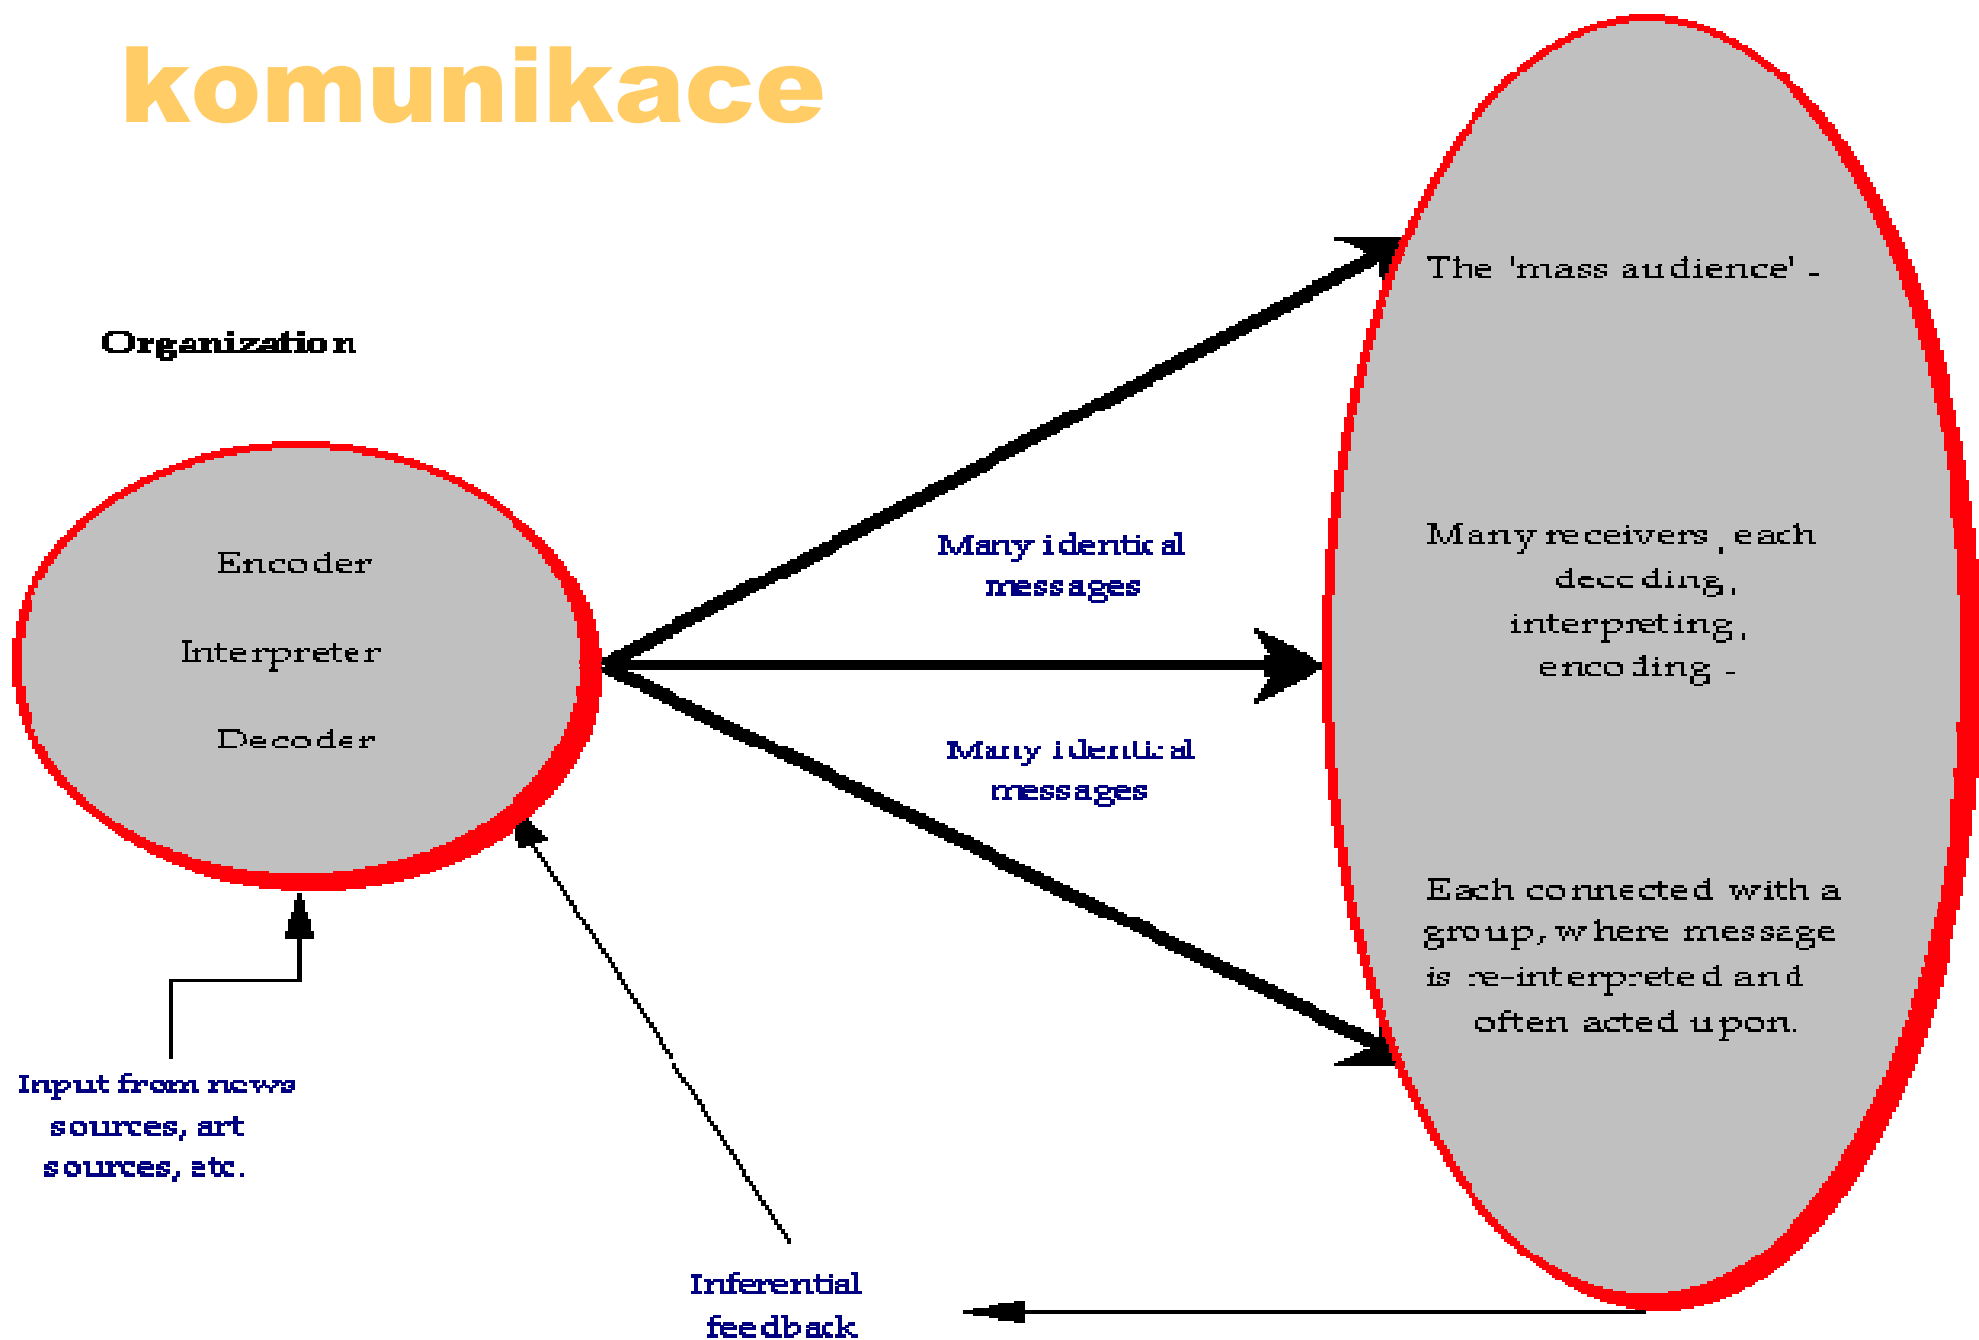 komunikace
Organization
Encoder
Interpreter
Decoder
Input from news
sources, art
sources, etc.
Many identical
messages
Many identical
messages
Inferential
feedback
The 'mass audience' -
Many receivers, each
decoding,
interpreting,
encoding -
Each connected with a
group, where message
is re-interpreted and
often acted upon.